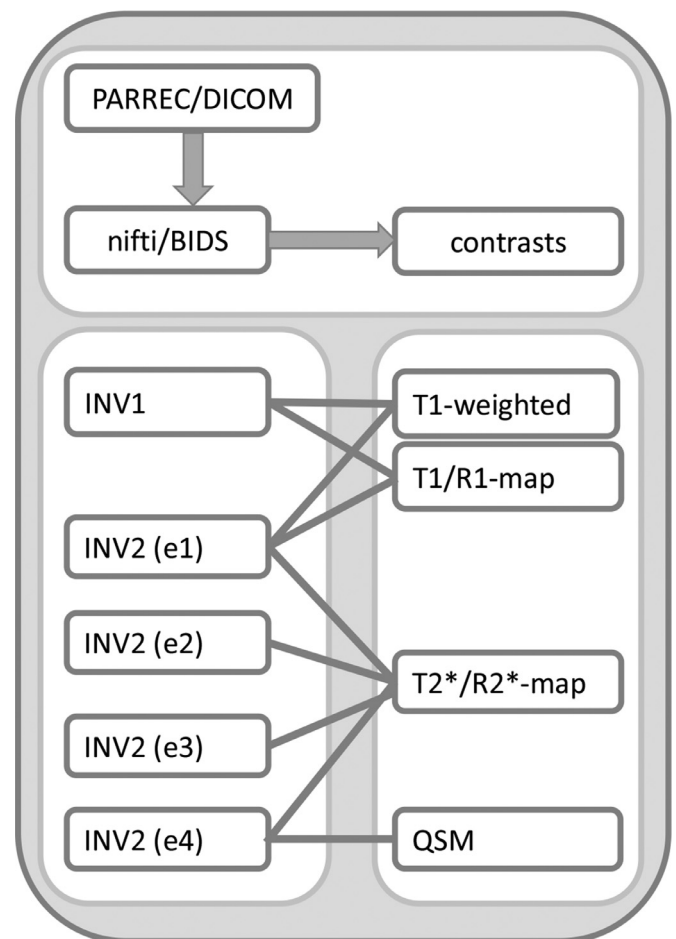 PARREC/DICOM
nifti/BIDS
contrasts
INV1
T1-weighted
T1/R1-map
INV2 (e1)
INV2 (e2)
T2*/R2*-map
INV2 (e3)
INV2 (e4)
QSM